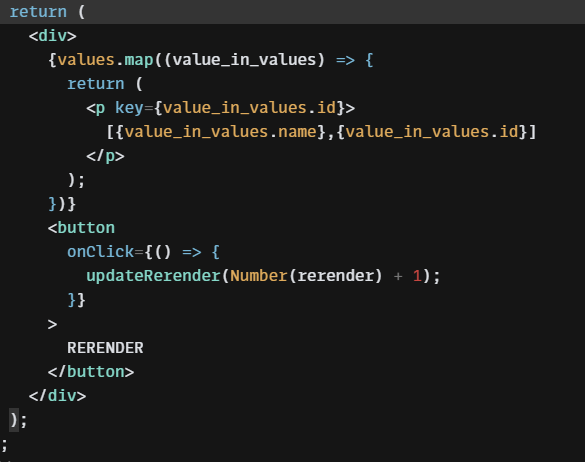 return (
<div>
{values.map((value_in_values) => {
return (
<p key={value_in_values.id}>
[{value_in_values.name},{value_in_values.id}]
</p>
);
})}
<button
onClick={() => {
updateRerender(Number(rerender) + 1);
}}
>
RERENDER
</button>
</div>
);
;